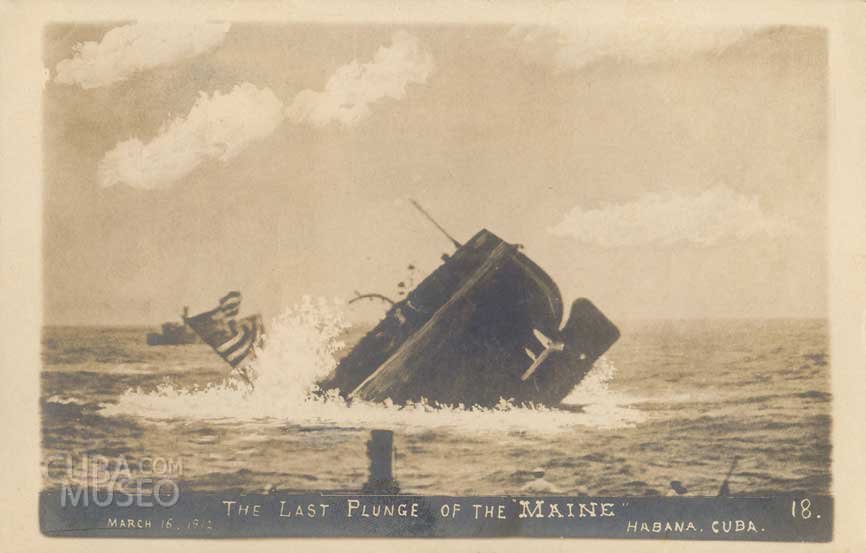 CUBA.COM
MUSEO
THE LAST PLUNGE OF THE "MAINE"
18.
MARCH 16, 1912
HABANA. CUBA.